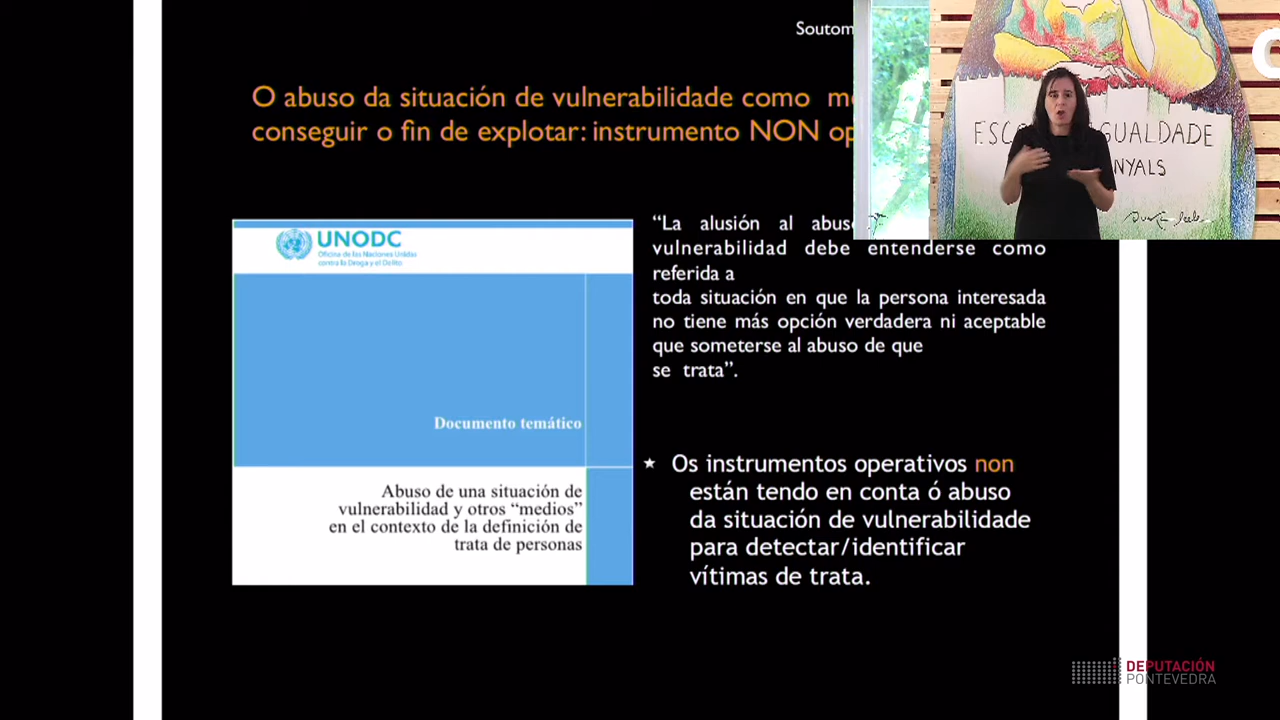 Soutom
O abuso da situación de vulnerabilidade como
conseguir o fin de explotar: instrumento NON
ESC GUALDADE
NYALS
UNODC
Oficina de las Naciones Unidas
contra la Droga y el Delito
Documento temático
Abuso de una situación de
vulnerabilidad y otros “medios”
en el contexto de la definición de
trata de personas
“La alusión al abuso
vulnerabilidad debe entenderse como
referida a
toda situación en que la persona interesada
no tiene más opción verdadera ni aceptable
que someterse al abuso de que
se trata”.
Os instrumentos operativos non
están tendo en conta ó abuso
da situación de vulnerabilidade
para detectar/identificar
vítimas de trata.
DEPUTACIÓN
PONTEVEDRA